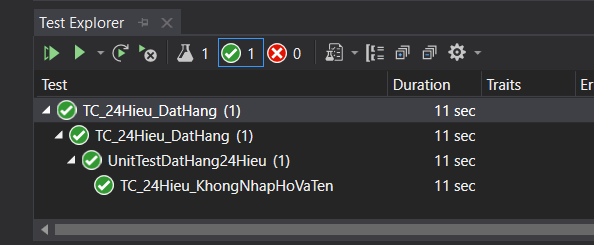 Test Explorer
1 1 0
Test Duration Traits Er
TC_24Hieu_DatHang (1) 11 sec
TC_24Hieu_DatHang (1) 11 sec
UnitTestDatHang24Hieu (1) 11 sec
TC_24Hieu_KhongNhapHoVaTen 11 sec